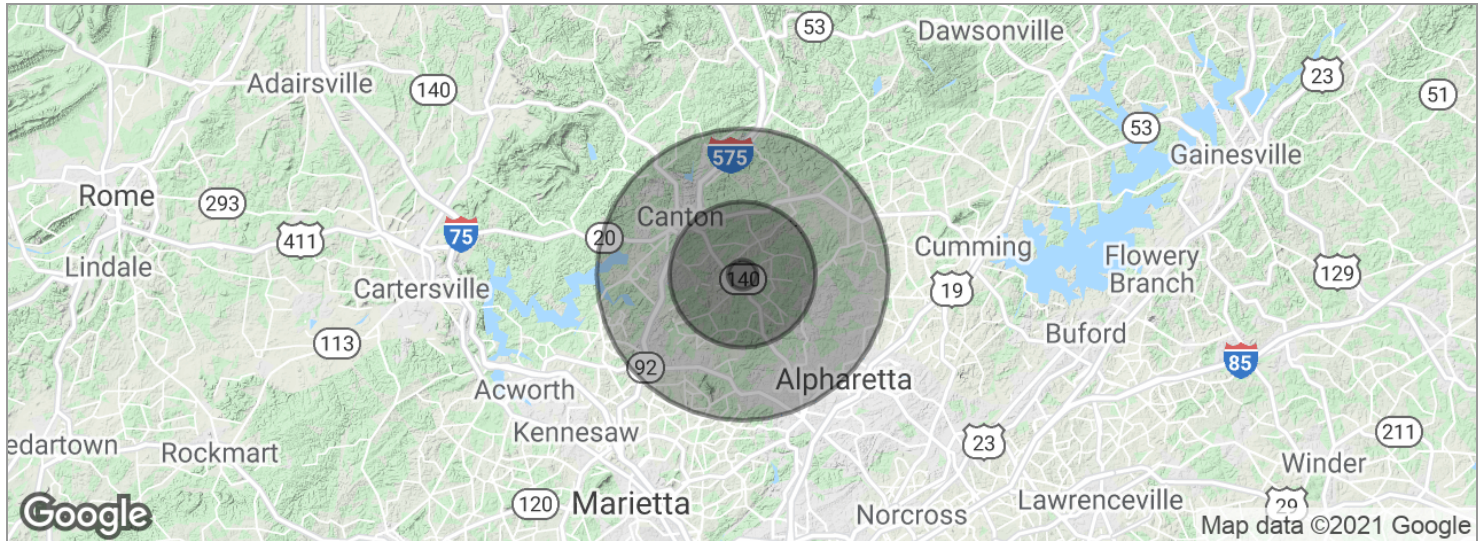 53
Dawsonville
Adairsville
23
140
51
53
575
Gainesville
Rome
293
Canton
411
75
20
Cumming
Lindale
Flowery
Branch
129
140
Cartersville
19
113
Buford
92
85
Alpharetta
Acworth
Kennesaw
edartown
Rockmart
23
211
Winder
120
Marietta
Lawrenceville
29
Norcross
Google
Map data ©2021 Google